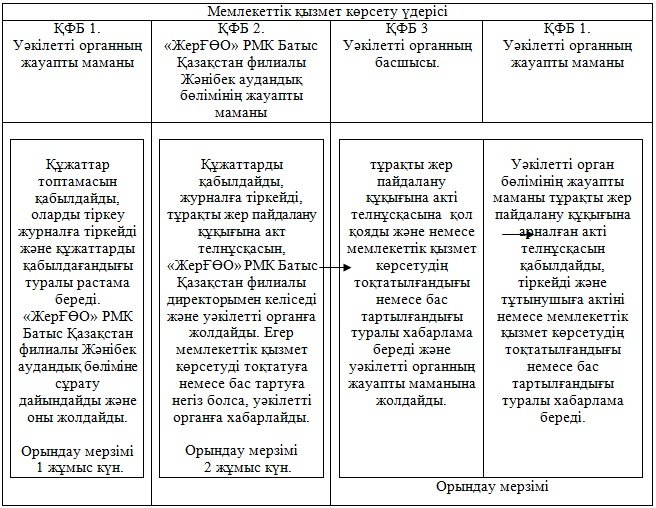 Мемлекеттік қызмет көрсету үдерісі
ҚФБ 1.
Уәкілетті органның
жауапты маманы
ҚФБ 2.
«ЖерҒӨО» РМК Батыс
Қазақстан филиалы
Жәнібек аудандық
бөлімінің жауапты
маманы
ҚФБ 3
Уәкілетті органның
басшысы.
ҚФБ 1.
Уәкілетті органның
жауапты маманы
Құжаттар
топтамасын
қабылдайды,
оларды тіркеу
журналға тіркейді
және құжаттарды
қабылдағандығы
туралы растама
береді.
«ЖерҒӨО» РМК
Батыс Қазақстан
филиалы Жәнібек
аудандық бөліміне
сұрату
дайындайды және
оны жолдайды.
Орындау мерзімі
1 жұмыс күн.
Құжаттарды
қабылдайды,
журналға тіркейді,
тұрақты жер пайдалану
құқығына акт
телнұсқасын,
«ЖерҒӨО» РМК Батыс
Қазақстан филиалы
директорымен келіседі
және уәкілетті органға
жолдайды. Егер
мемлекеттік қызмет
көрсетуді тоқтатуға
немесе бас тартуға
негіз болса, уәкілетті
органға хабарлайды.
Орындау мерзімі
2 жұмыс күн.
тұрақты жер
пайдалану
құқығына акті
телнұсқасына қол
қояды және немесе
мемлекеттік қызмет
көрсетудің
тоқтатылғандығы
немесе бас
тартылғандығы
туралы хабарлама
береді және
уәкілетті органның
жауапты маманына
жолдайды.
Уәкілетті орган
бөлімінің жауапты
маманы тұрақты жер
пайдалану құқығына
арналған акті
телнұсқасын
қабылдайды,
тіркейді және
тұтынушыға актіні
немесе мемлекеттік
қызмет көрсетудің
тоқтатылғандығы
немесе бас
тартылғандығы
туралы хабарлама
береді.
Орындау мерзімі